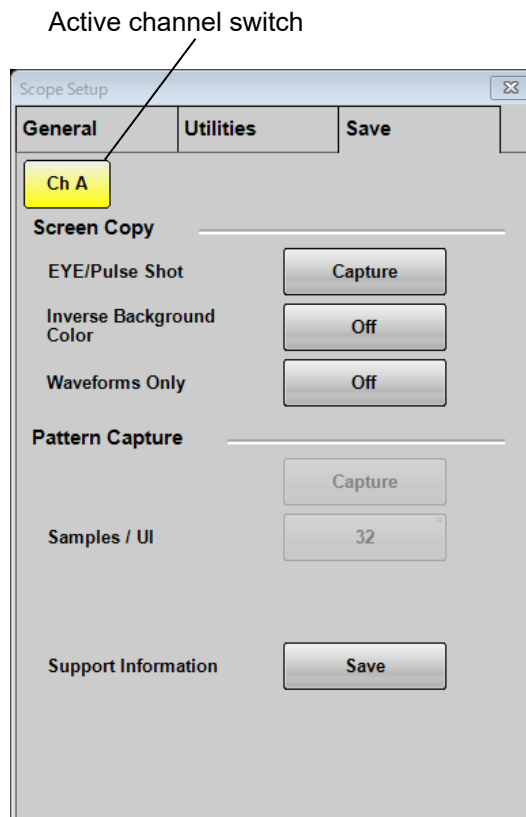 Active channel switch
Scope Setup
General Utilities Save
Ch A
Screen Copy
EYE/Pulse Shot Capture
Inverse Background
Color Off
Waveforms Only Off
Pattern Capture
Capture
Samples / UI 32
Support Information Save